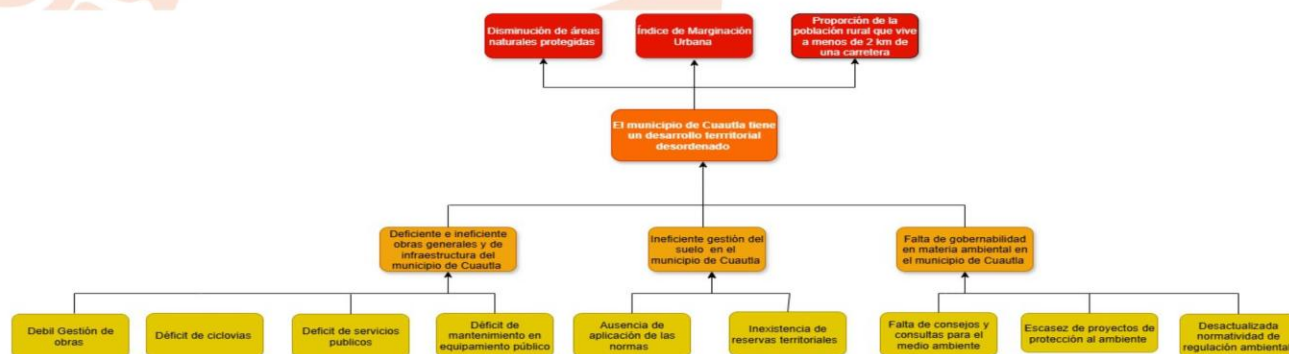 Disminución de áreas
naturales protegidas
Índice de Marginación
Urbana
Proporción de la
población rural que vive
a menos de 2 km de
una carretera
El municipio de Cuautla tiene
un desarrollo terrritorial
desordenado
Deficiente e ineficiente
obras generales y de
infraestructura del
municipio de Cuautla
Ineficiente gestión del
suelo en el
municipio de Cuautla
Falta de gobernabilidad
en materia ambiental en
el municipio de Cuautla
Debil Gestión de
obras
Déficit de ciclovias
Deficit de servicios
publicos
Déficit de
mantenimiento en
equipamiento público
Ausencia de
aplicación de las
normas
Inexistencia de
reservas territoriales
Falta de consejos y
consultas para el
medio ambiente
Escasez de proyectos de
protección al ambiente
Desactualizada
normatividad de
regulación ambiental